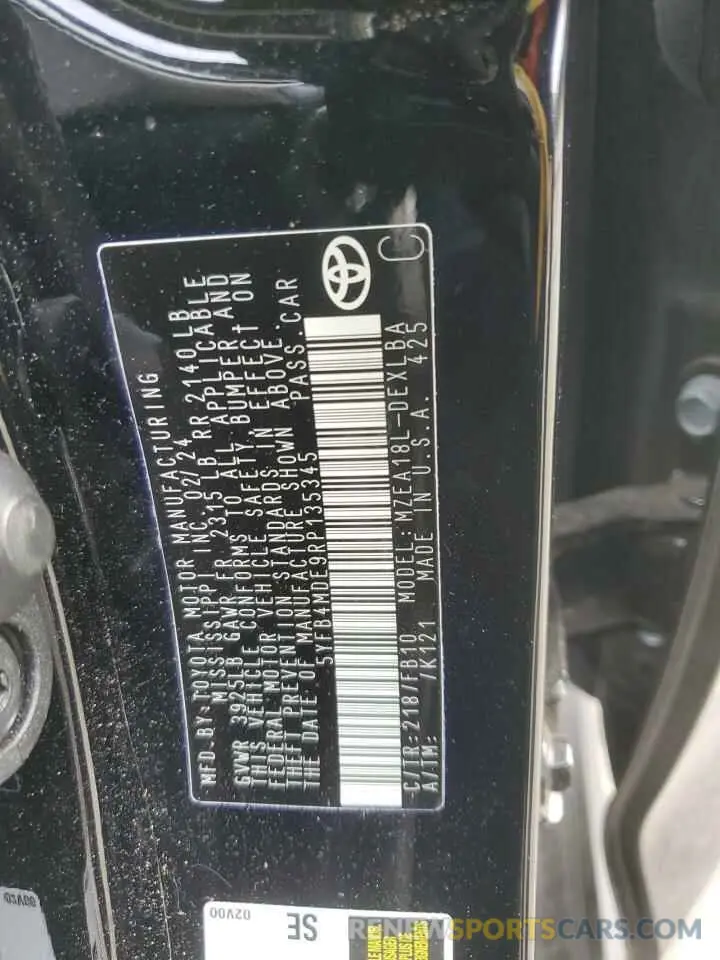 MFD.BY: TOYOTA MOTOR MANUFACTURING
MISSISSIPPI INC. 02/24
GVWR 3925LB GAWR FR 2315 LB RR 2140 LB
THIS VEHICLE CONFORMS TO ALL APPLICABLE
FEDERAL MOTOR VEHICLE SAFETY, BUMPER, AND
THEFT PREVENTION STANDARDS IN EFFECT ON
THE DATE OF MANUFACTURE SHOWN ABOVE.
5YFB4MDE9RP135345 PASS.CAR
C/TR:218/FB10 MODEL:MZEA18L-DEXLBA
A/TM: /K121 MADE IN U.S.A. 425
C
02V00
SE
RENEWSPORTCARS.COM